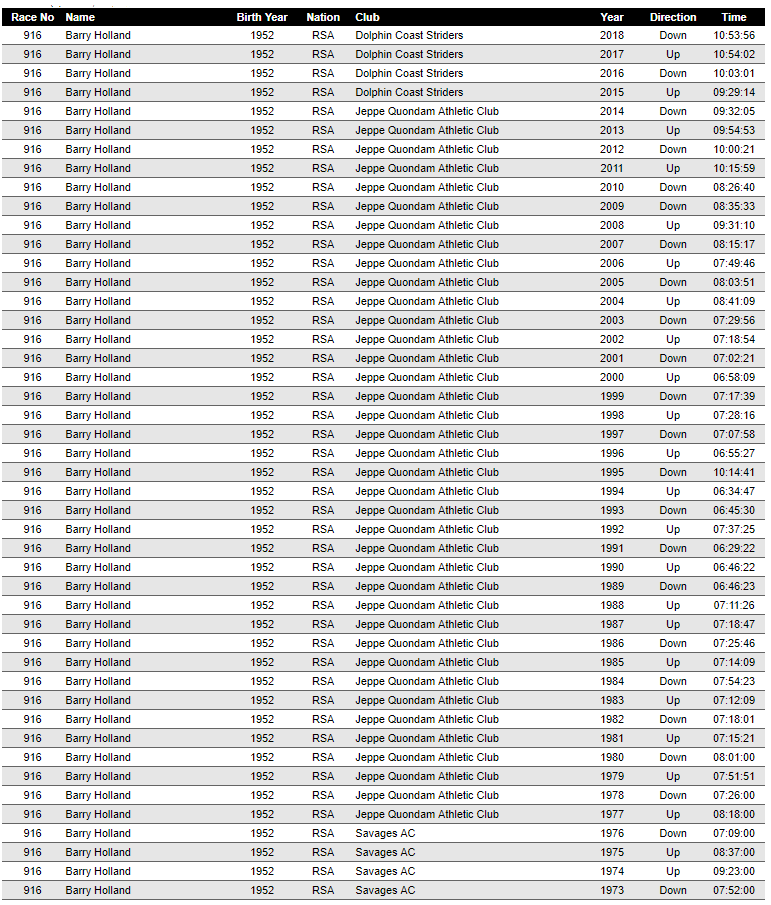 Race No Name Birth Year Nation Club Year Direction Time
916 Barry Holland 1952 RSA Dolphin Coast Striders 2018 Down 10:53:56
916 Barry Holland 1952 RSA Dolphin Coast Striders 2017 Up 10:54:02
916 Barry Holland 1952 RSA Dolphin Coast Striders 2016 Down 10:03:01
916 Barry Holland 1952 RSA Dolphin Coast Striders 2015 Up 09:29:14
916 Barry Holland 1952 RSA Jeppe Quondam Athletic Club 2014 Down 09:32:05
916 Barry Holland 1952 RSA Jeppe Quondam Athletic Club 2013 Up 09:54:53
916 Barry Holland 1952 RSA Jeppe Quondam Athletic Club 2012 Down 10:00:21
916 Barry Holland 1952 RSA Jeppe Quondam Athletic Club 2011 Up 10:15:59
916 Barry Holland 1952 RSA Jeppe Quondam Athletic Club 2010 Down 08:26:40
916 Barry Holland 1952 RSA Jeppe Quondam Athletic Club 2009 Down 08:35:33
916 Barry Holland 1952 RSA Jeppe Quondam Athletic Club 2008 Up 09:31:10
916 Barry Holland 1952 RSA Jeppe Quondam Athletic Club 2007 Down 08:15:17
916 Barry Holland 1952 RSA Jeppe Quondam Athletic Club 2006 Up 07:49:46
916 Barry Holland 1952 RSA Jeppe Quondam Athletic Club 2005 Down 08:03:51
916 Barry Holland 1952 RSA Jeppe Quondam Athletic Club 2004 Up 08:41:09
916 Barry Holland 1952 RSA Jeppe Quondam Athletic Club 2003 Down 07:29:56
916 Barry Holland 1952 RSA Jeppe Quondam Athletic Club 2002 Up 07:18:54
916 Barry Holland 1952 RSA Jeppe Quondam Athletic Club 2001 Down 07:02:21
916 Barry Holland 1952 RSA Jeppe Quondam Athletic Club 2000 Up 06:58:09
916 Barry Holland 1952 RSA Jeppe Quondam Athletic Club 1999 Down 07:17:39
916 Barry Holland 1952 RSA Jeppe Quondam Athletic Club 1998 Up 07:28:16
916 Barry Holland 1952 RSA Jeppe Quondam Athletic Club 1997 Down 07:07:58
916 Barry Holland 1952 RSA Jeppe Quondam Athletic Club 1996 Up 06:55:27
916 Barry Holland 1952 RSA Jeppe Quondam Athletic Club 1995 Down 10:14:41
916 Barry Holland 1952 RSA Jeppe Quondam Athletic Club 1994 Up 06:34:47
916 Barry Holland 1952 RSA Jeppe Quondam Athletic Club 1993 Down 06:45:30
916 Barry Holland 1952 RSA Jeppe Quondam Athletic Club 1992 Up 07:37:25
916 Barry Holland 1952 RSA Jeppe Quondam Athletic Club 1991 Down 06:29:22
916 Barry Holland 1952 RSA Jeppe Quondam Athletic Club 1990 Up 06:46:22
916 Barry Holland 1952 RSA Jeppe Quondam Athletic Club 1989 Down 06:46:23
916 Barry Holland 1952 RSA Jeppe Quondam Athletic Club 1988 Up 07:11:26
916 Barry Holland 1952 RSA Jeppe Quondam Athletic Club 1987 Up 07:18:47
916 Barry Holland 1952 RSA Jeppe Quondam Athletic Club 1986 Down 07:25:46
916 Barry Holland 1952 RSA Jeppe Quondam Athletic Club 1985 Up 07:14:09
916 Barry Holland 1952 RSA Jeppe Quondam Athletic Club 1984 Down 07:54:23
916 Barry Holland 1952 RSA Jeppe Quondam Athletic Club 1983 Up 07:12:09
916 Barry Holland 1952 RSA Jeppe Quondam Athletic Club 1982 Down 07:18:01
916 Barry Holland 1952 RSA Jeppe Quondam Athletic Club 1981 Up 07:15:21
916 Barry Holland 1952 RSA Jeppe Quondam Athletic Club 1980 Down 08:01:00
916 Barry Holland 1952 RSA Jeppe Quondam Athletic Club 1979 Up 07:51:51
916 Barry Holland 1952 RSA Jeppe Quondam Athletic Club 1978 Down 07:26:00
916 Barry Holland 1952 RSA Jeppe Quondam Athletic Club 1977 Up 08:18:00
916 Barry Holland 1952 RSA Savages AC 1976 Down 07:09:00
916 Barry Holland 1952 RSA Savages AC 1975 Up 08:37:00
916 Barry Holland 1952 RSA Savages AC 1974 Up 09:23:00
916 Barry Holland 1952 RSA Savages AC 1973 Down 07:52:00